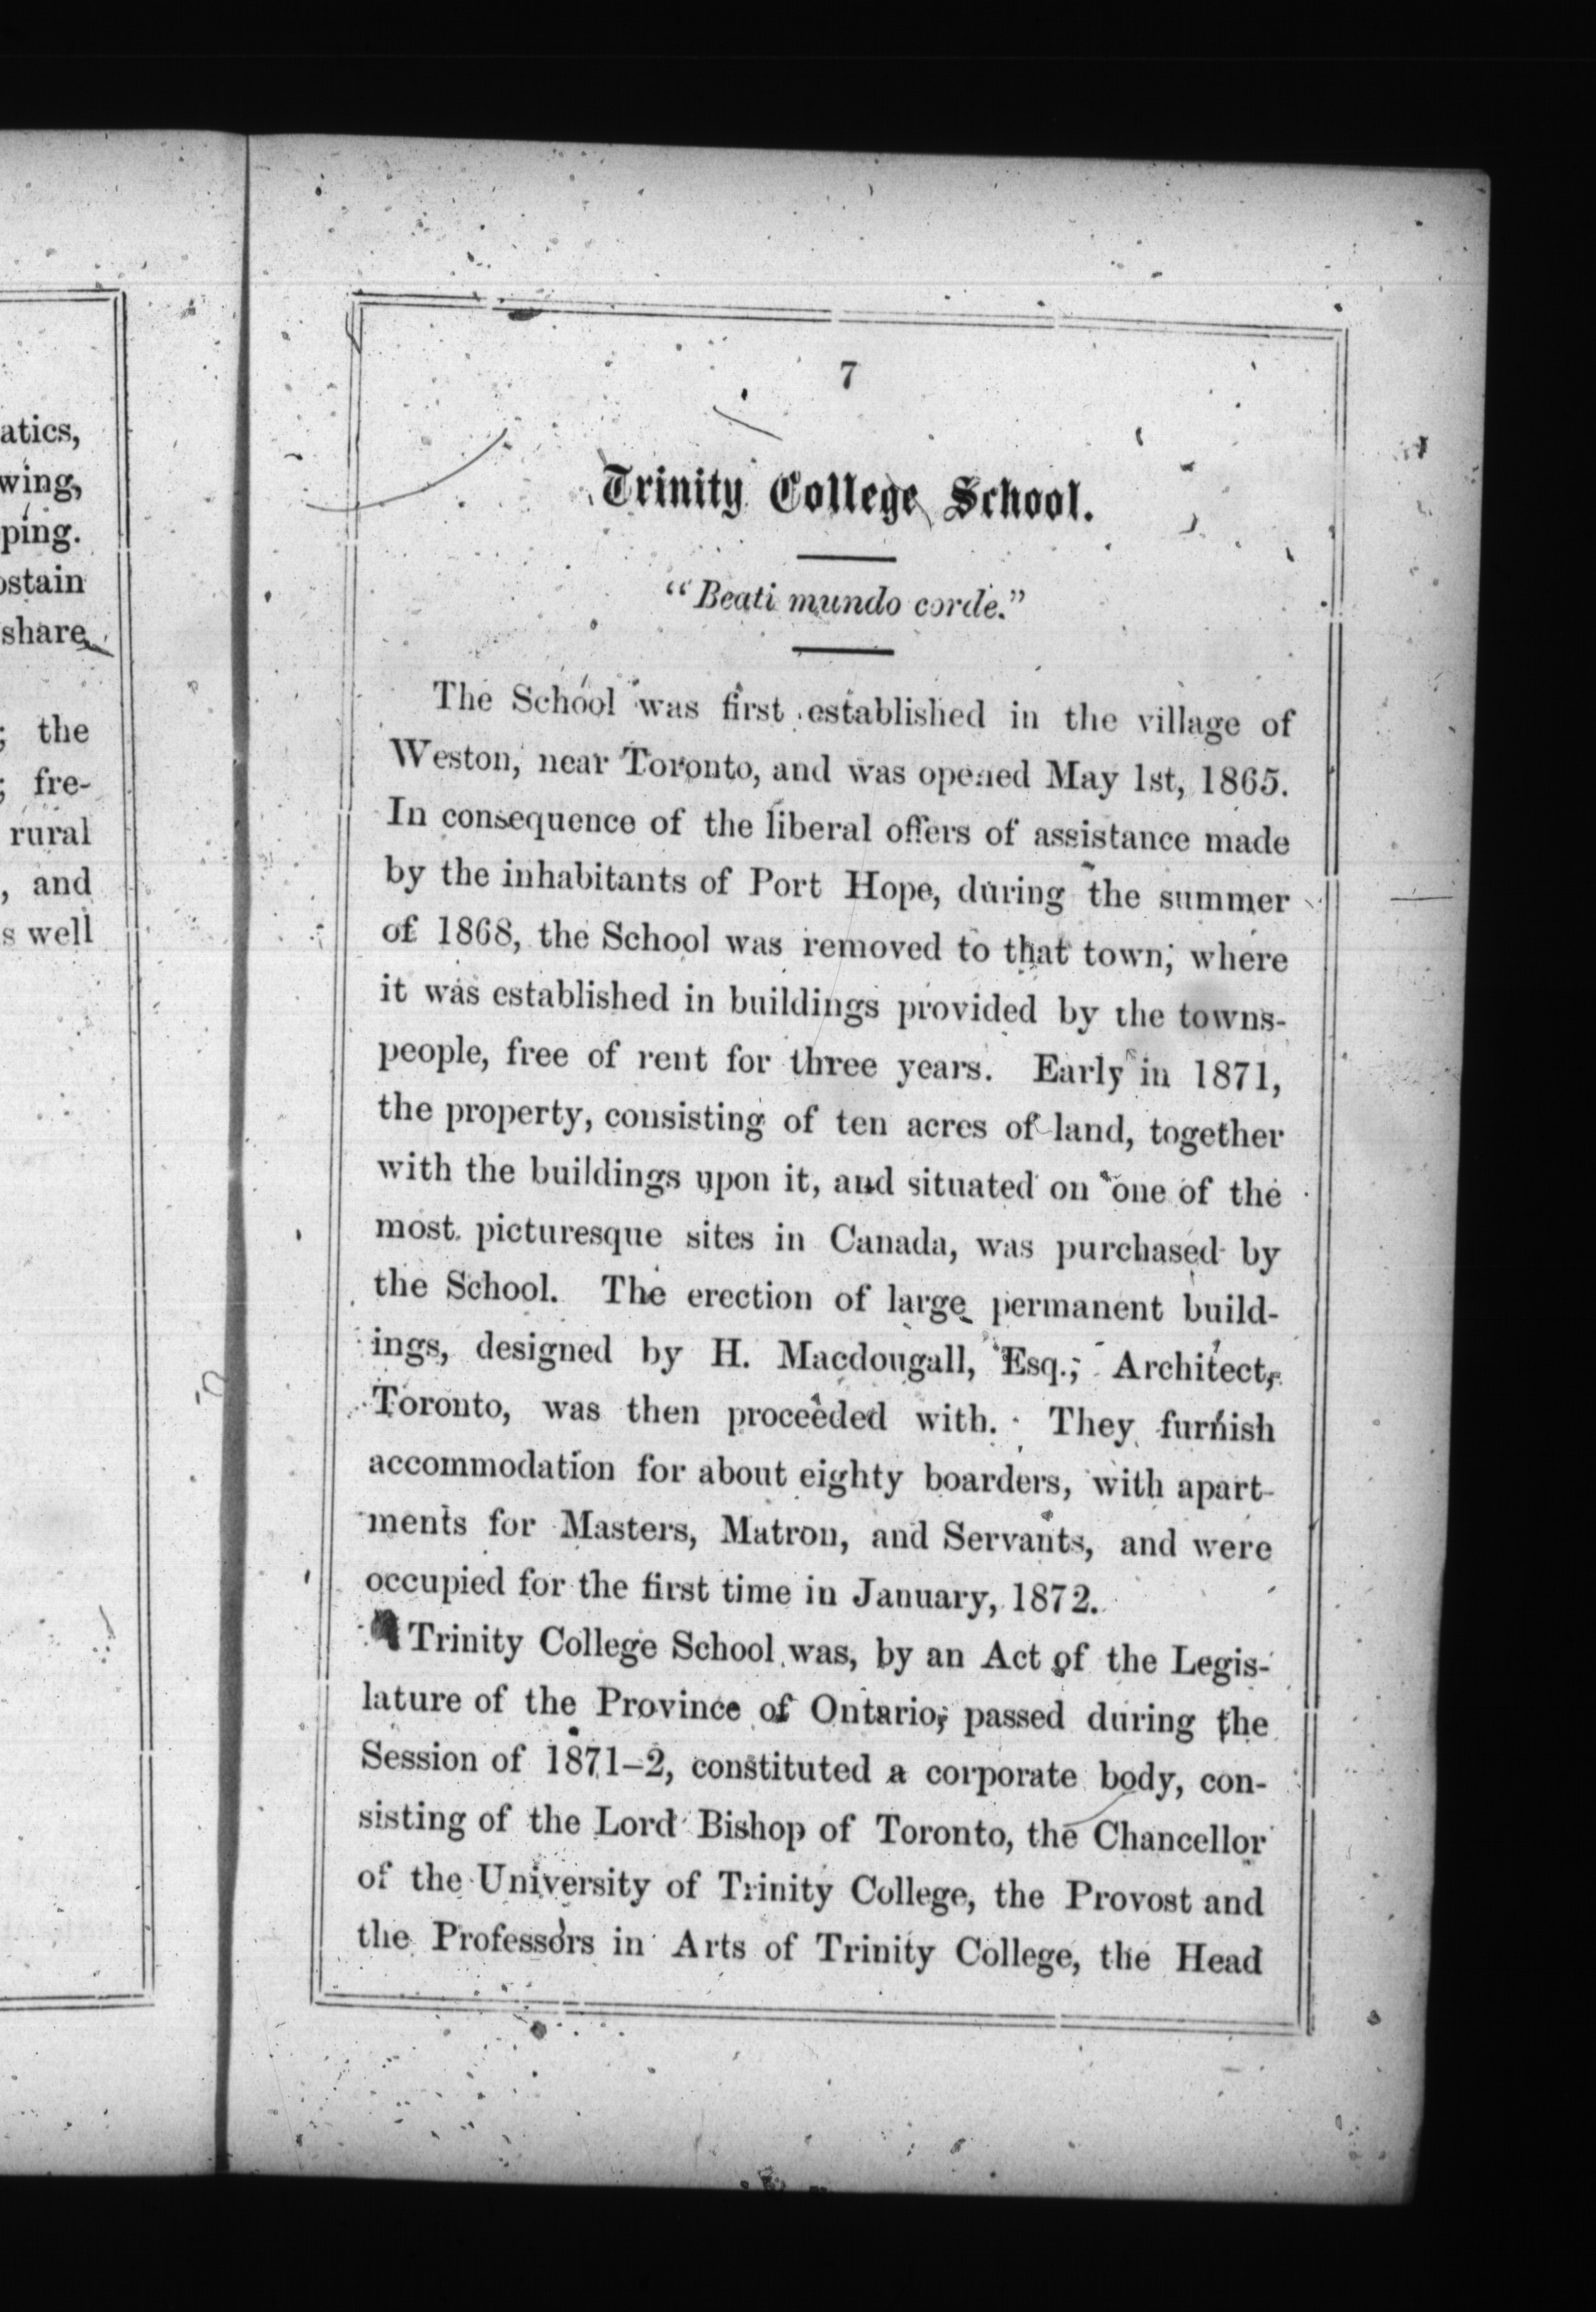 atics,
wing,
ping.
stain
share
; the
; fre-
rural
, and
s well
7
Trinity College School.
"Beati mundo corde."
The School was first established in the village of
Weston, near Toronto, and was opened May 1st, 1865.
In consequence of the liberal offers of assistance made
by the inhabitants of Port Hope, during the summer
of 1868, the School was removed to that town, where
it was established in buildings provided by the towns-
people, free of rent for three years. Early in 1871,
the property, consisting of ten acres of land, together
with the buildings upon it, and situated on one of the
most picturesque sites in Canada, was purchased by
the School. The erection of large permanent build-
ings, designed by H. Macdougall, Esq., Architect,
Toronto, was then proceeded with. They furnish
accommodation for about eighty boarders, with apart-
ments for Masters, Matron, and Servants, and were
occupied for the first time in January, 1872.
Trinity College School was, by an Act of the Legis-
lature of the Province of Ontario, passed during the
Session of 1871-2, constituted a corporate body, con-
sisting of the Lord Bishop of Toronto, the Chancellor
of the University of Trinity College, the Provost and
the Professors in Arts of Trinity College, the Head